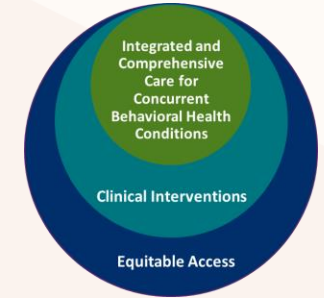 Integrated and
Comprehensive
Care for
Concurrent
Behavioral Health
Conditions
Clinical Interventions
Equitable Access